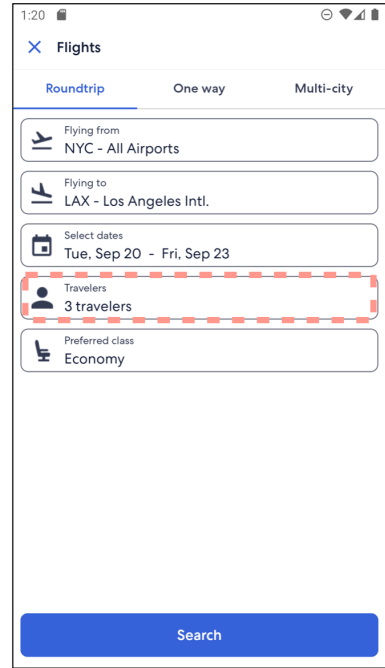 1:20
Flights
Roundtrip One way Multi-city
Flying from
NYC - All Airports
Flying to
LAX - Los Angeles Intl.
Select dates
Tue, Sep 20 - Fri, Sep 23
Travelers
3 travelers
Preferred class
Economy
Search